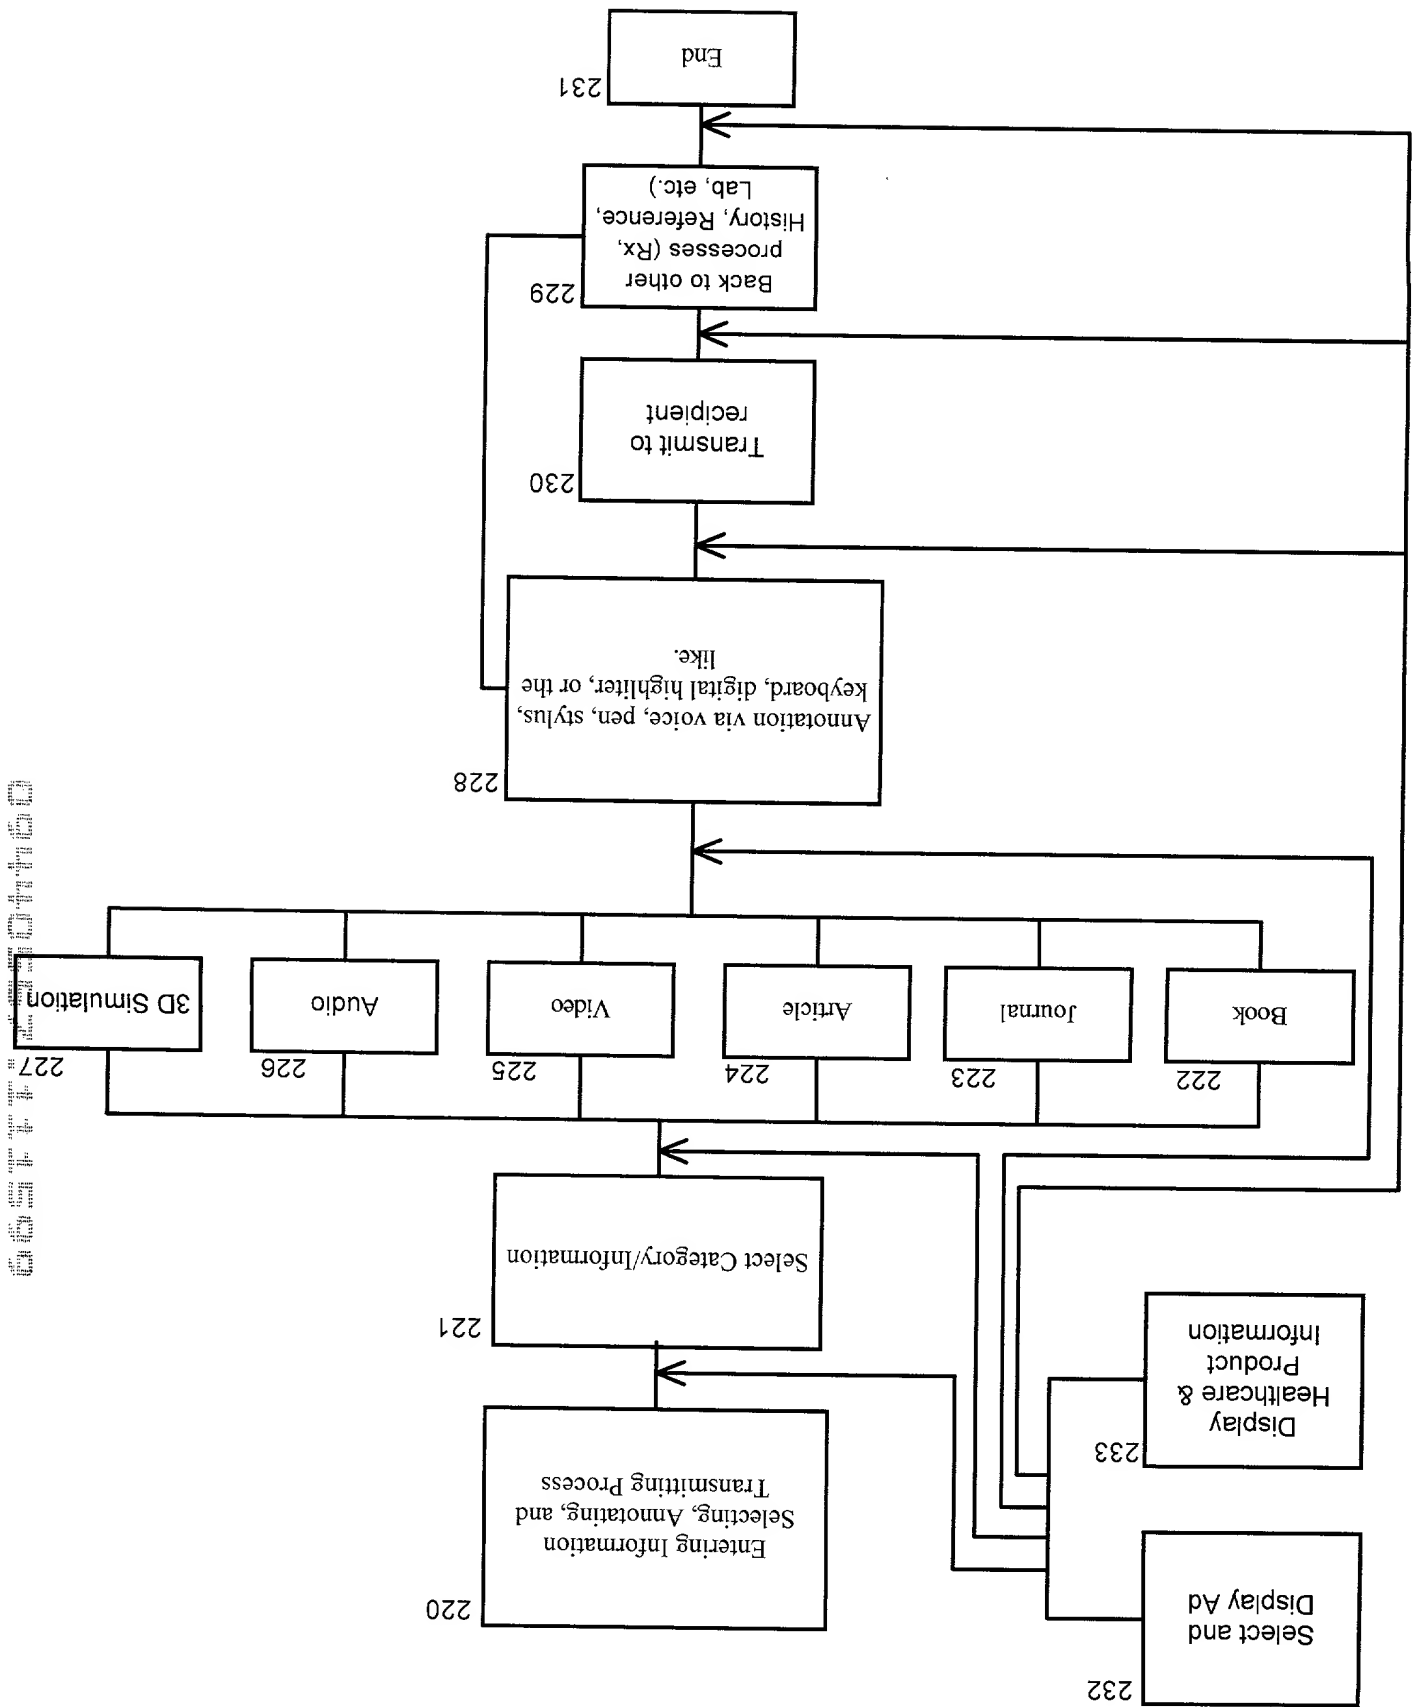 232
Select and
Display Ad
220
Entering Information
Selecting, Annotating, and
Transmitting Process
233
Display
Healthcare &
Product
Information
221
Select Category/Information
222
Book
223
Journal
224
Article
225
Video
226
Audio
227
3D Simulation
228
Annotation via voice, pen, stylus,
keyboard, digital highliter, or the
like.
230
Transmit to
recipient
229
Back to other
processes (Rx,
History, Reference,
Lab, etc.)
231
End